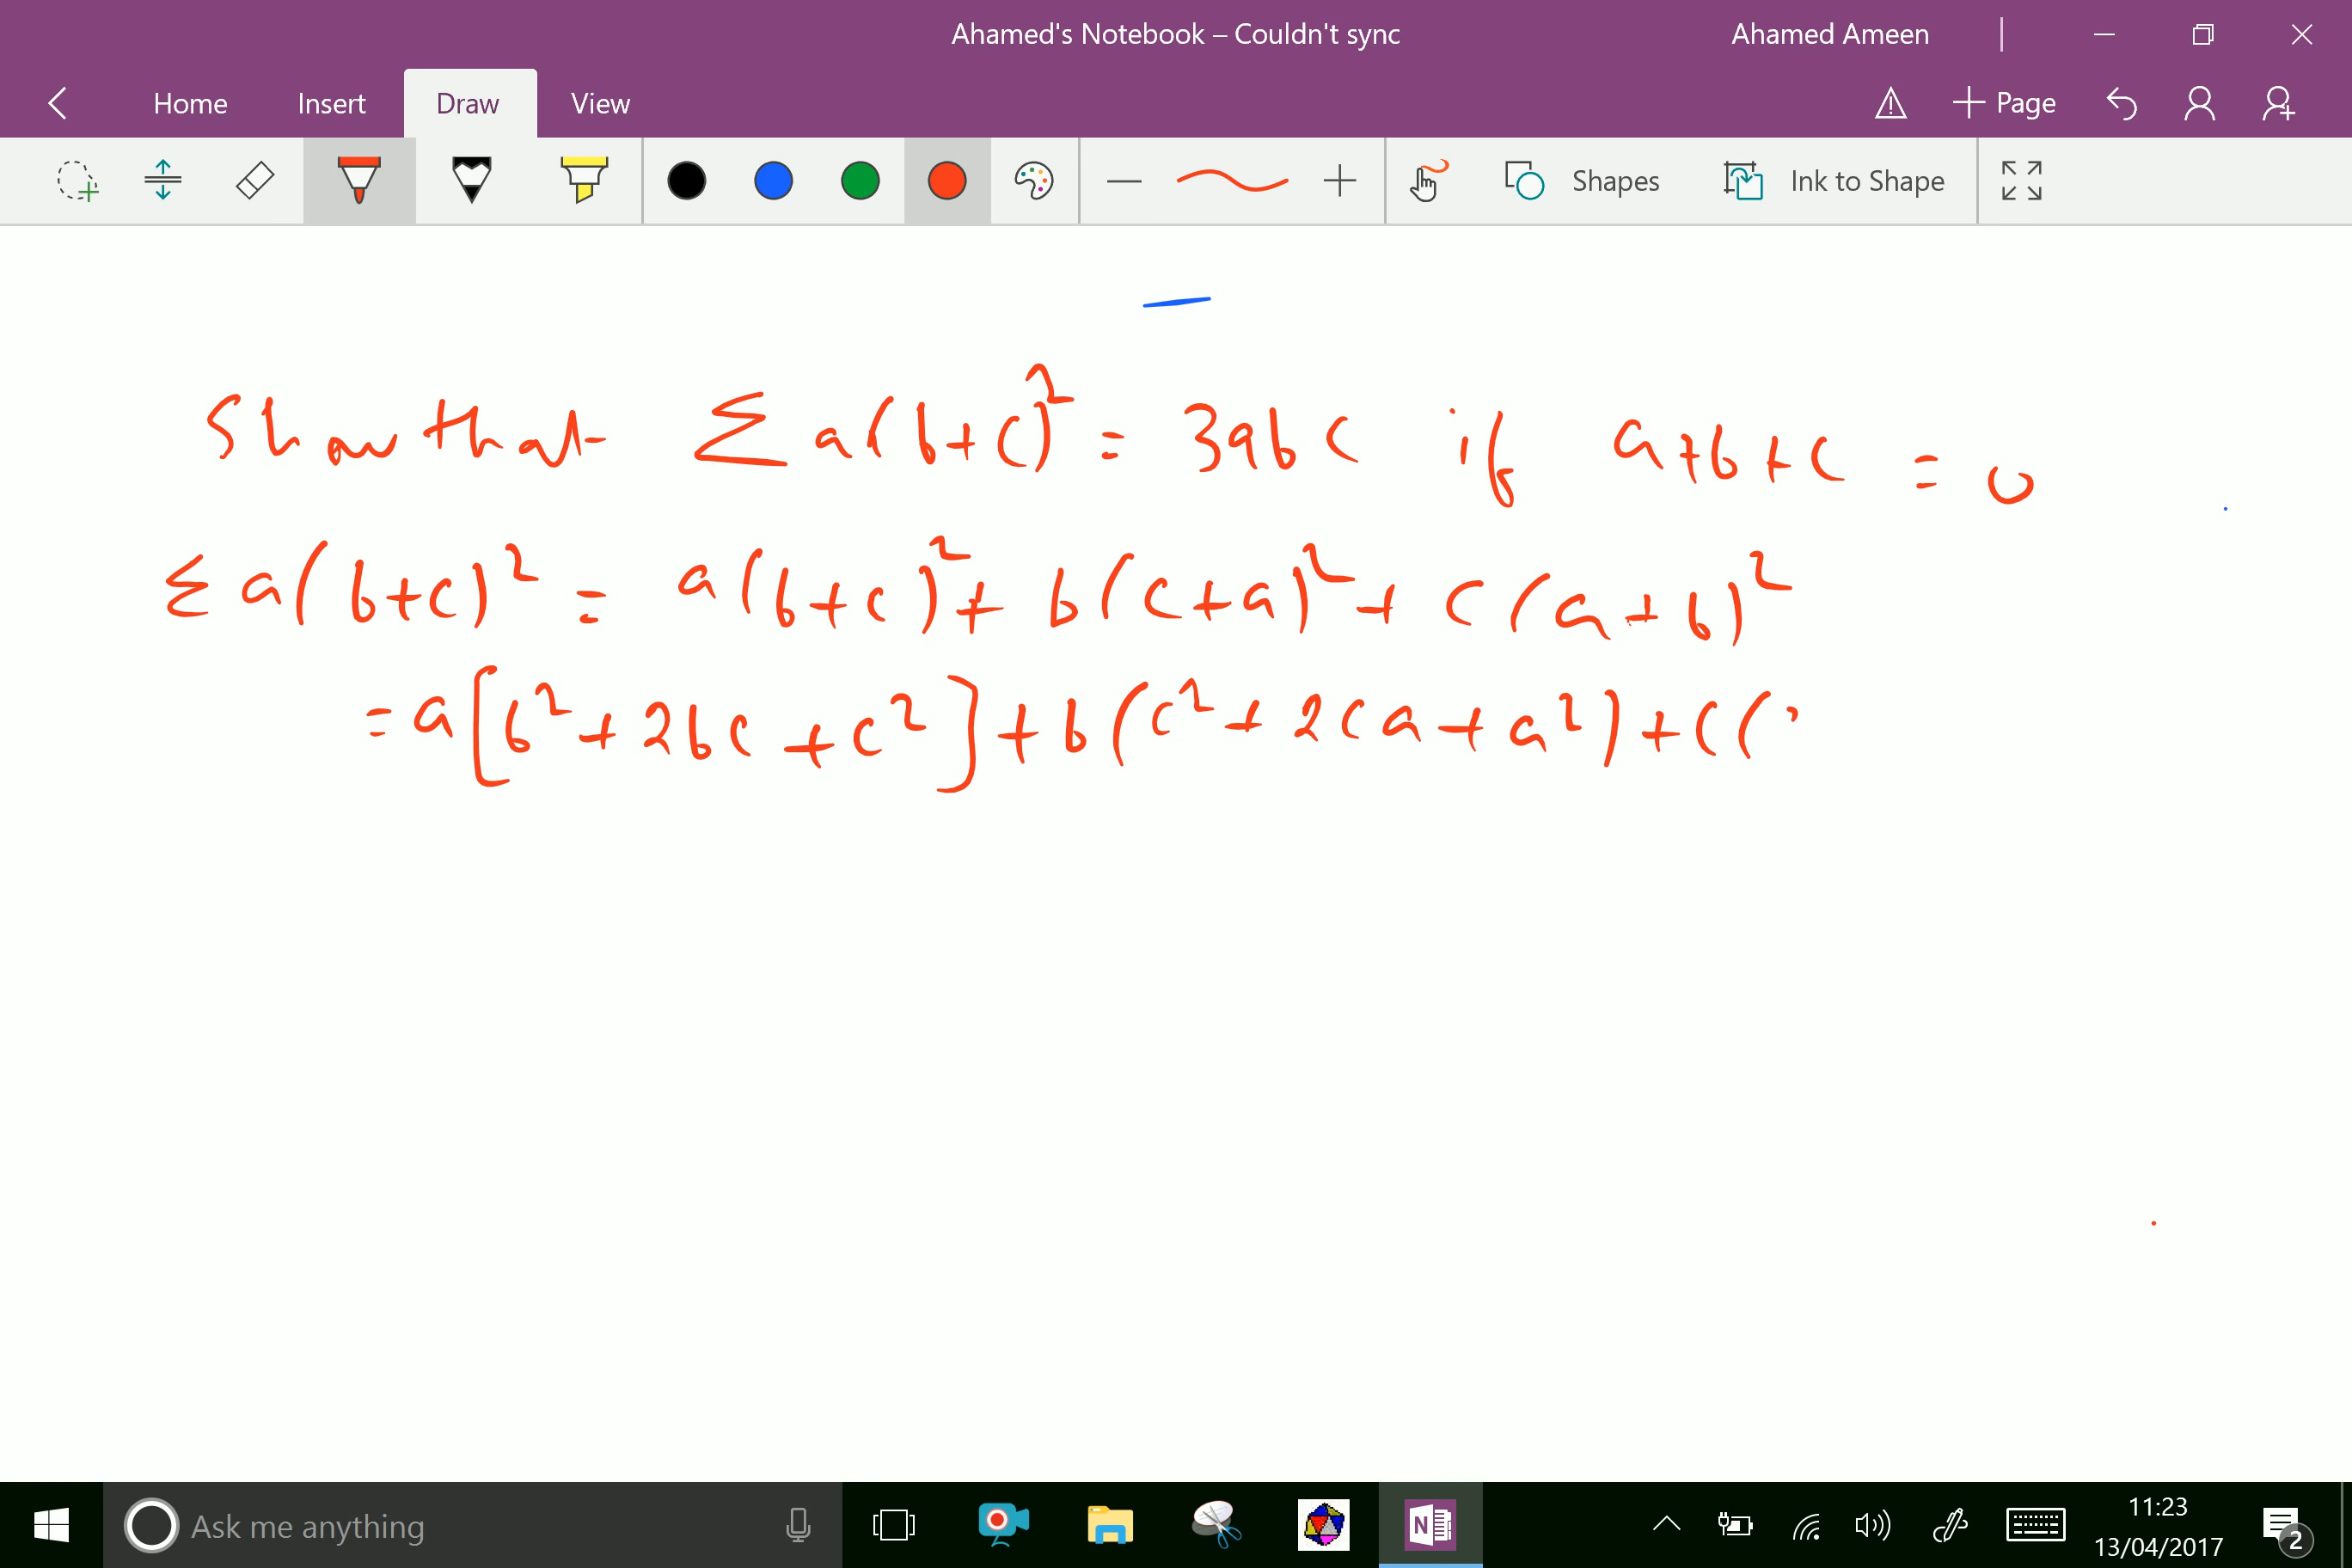 Ahamed's Notebook – Couldn't sync
Ahamed Ameen
Home Insert Draw View
Page
Shapes Ink to Shape
Show that Σ a(b+c)² = 3abc if a+b+c = 0
Σ a(b+c)² = a(b+c)² + b(c+a)² + c(a+b)²
= a[b² + 2bc + c²] + b(c² + 2ca + a²) + c(
Ask me anything
N
11:23
13/04/2017
2